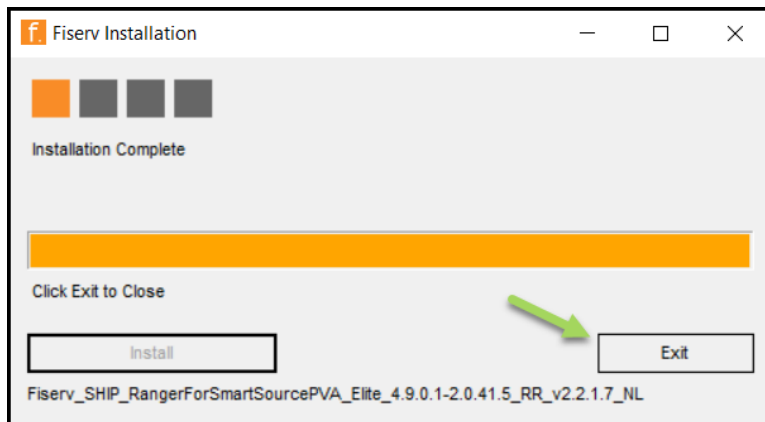 f. Fiserv Installation
Installation Complete
Click Exit to Close
Install
Exit
Fiserv_SHIP_RangerForSmartSourcePVA_Elite_4.9.0.1-2.0.41.5_RR_v2.2.1.7_NL